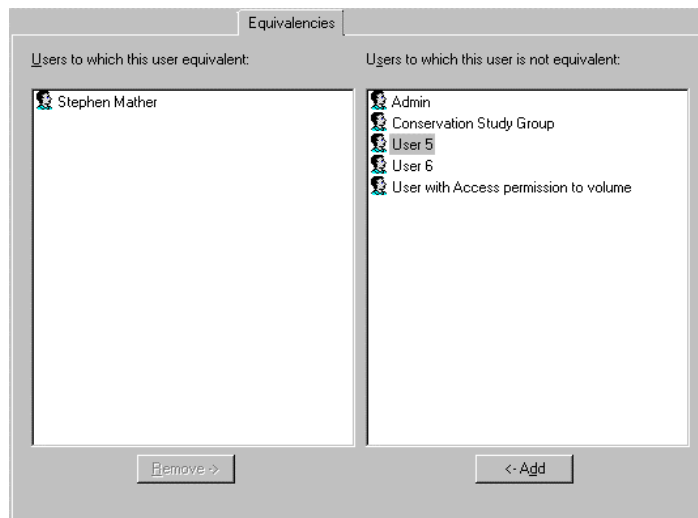 Equivalencies
Users to which this user equivalent:
Stephen Mather
Remove ->
Users to which this user is not equivalent:
Admin
Conservation Study Group
User 5
User 6
User with Access permission to volume
<- Add